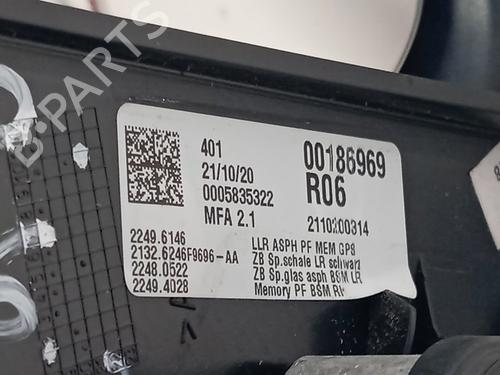 B-PARTS
401
00186969
21/10/20
R06
0005835322
MFA 2.1
2110200314
2249.6146
LLR ASPH PF MEM GPS
2132.6246F9696-AA
ZB Sp.schale LR schwarz
2248.0522
ZB Sp.glas asph BSM LR
2249.4028
Memory PF BSM